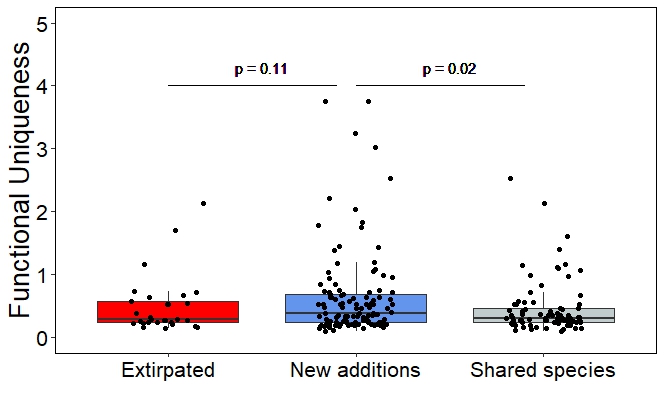 Functional Uniqueness
5
4
3
2
1
0
p = 0.11
p = 0.02
Extirpated
New additions
Shared species